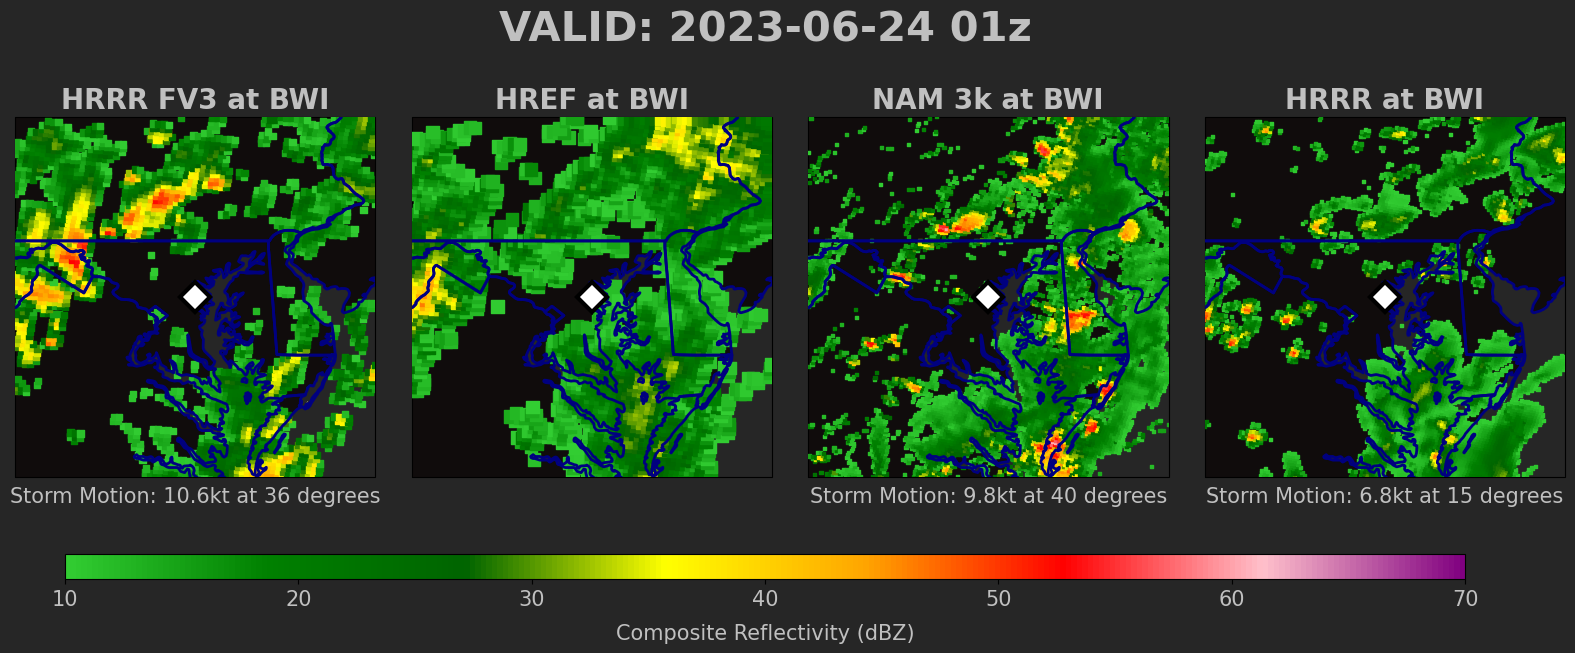 VALID: 2023-06-24 01z
HRRR FV3 at BWI
HREF at BWI
NAM 3k at BWI
HRRR at BWI
Storm Motion: 10.6kt at 36 degrees
Storm Motion: 9.8kt at 40 degrees
Storm Motion: 6.8kt at 15 degrees
10 20 30 40 50 60 70
Composite Reflectivity (dBZ)